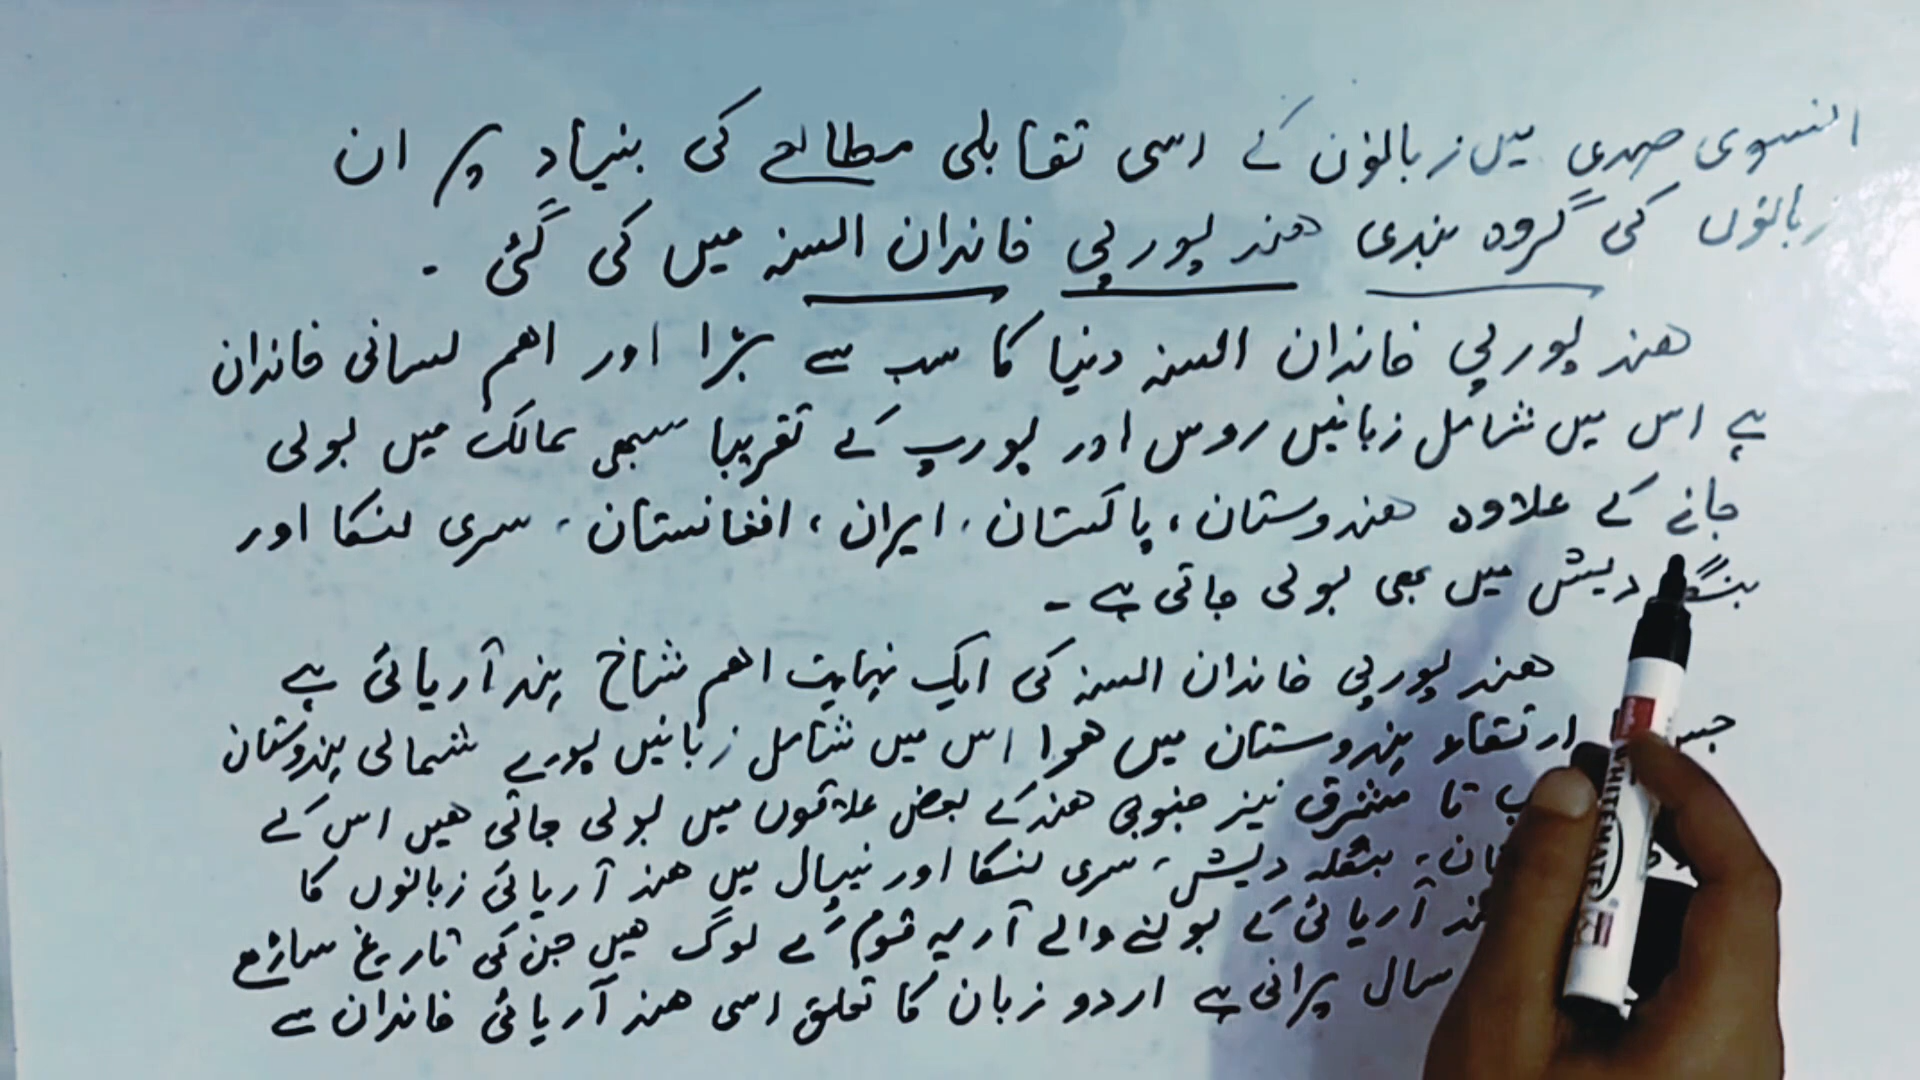 انسوی صدی میں زبانوں کے اسی تقابلی مطالعے کی بنیاد پر ان
زبانوں کی گروہ بندی ھند یورپی خاندان السنہ میں کی گئی ۔
ھند یورپی خاندان السنہ دنیا کا سب سے بڑا اور اھم لسانی خاندان
ہے اس میں شامل زبانیں روس اور یورپ کے تقریبا سبھی ممالک میں بولی
جانے کے علاوہ ھندوستان، پاکستان، ایران، افغانستان، سری لنکا اور
بنگلہ دیش میں بھی بولی جاتی ہے ۔
ھند یورپی خاندان السنہ کی ایک نہایت اھم شاخ ہند آریائی ہے
ارتقاء ہندوستان میں ھوا اس میں شامل زبانیں پورے شمالی ہندوستان
تا مشرق نیز جنوبی ھند کے بعض علاقوں میں بولی جاتی ھیں اس کے
بنگلہ دیش، سری لنکا اور نیپال میں ھند آریائی زبانوں کا
آریائی کے بولنے والے آریہ قوم کے لوگ ھیں جن کی تاریخ ساڑھے
سال پرانی ہے اردو زبان کا تعلق اسی ھند آریائی خاندان سے
WHITEMATE